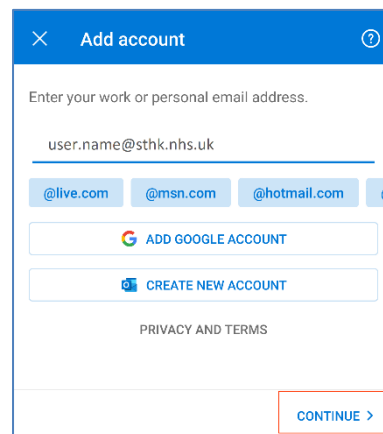 Add account
Enter your work or personal email address.
user.name@sthk.nhs.uk
@live.com @msn.com @hotmail.com
ADD GOOGLE ACCOUNT
CREATE NEW ACCOUNT
PRIVACY AND TERMS
CONTINUE >